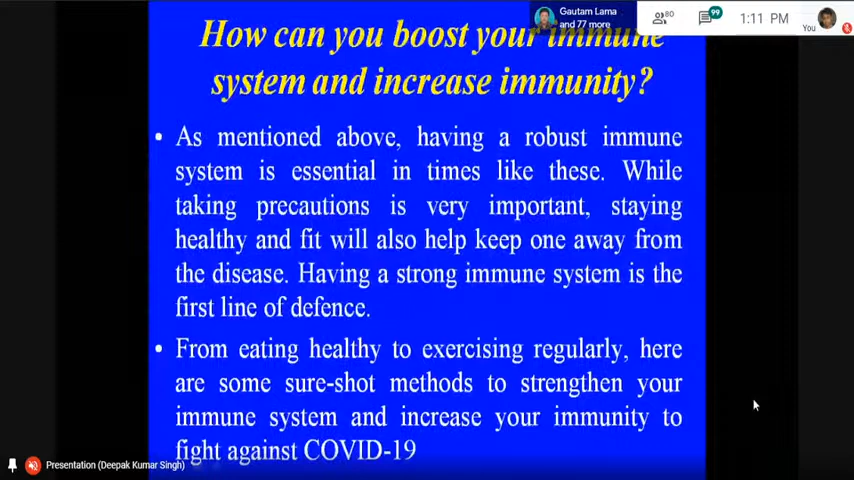 Gautam Lama
and 77 more
80
99
1:11 PM
You
How can you boost your immune
system and increase immunity?
• As mentioned above, having a robust immune
system is essential in times like these. While
taking precautions is very important, staying
healthy and fit will also help keep one away from
the disease. Having a strong immune system is the
first line of defence.
• From eating healthy to exercising regularly, here
are some sure-shot methods to strengthen your
immune system and increase your immunity to
fight against COVID-19
Presentation (Deepak Kumar Singh)